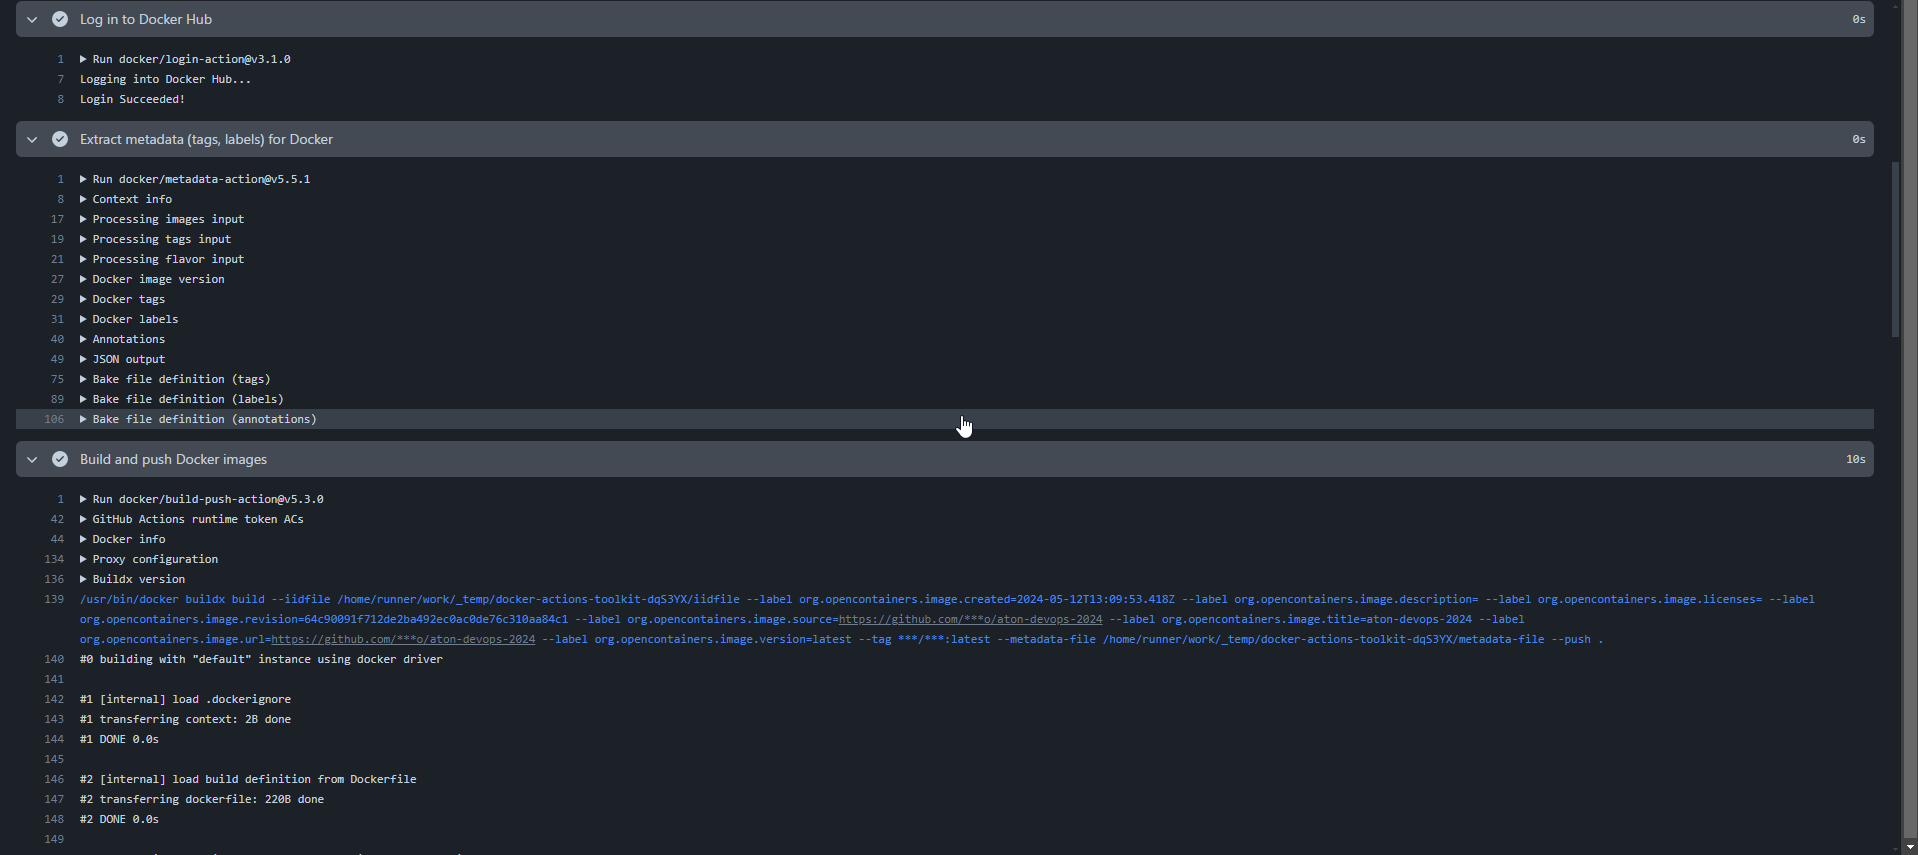 Log in to Docker Hub 0s
1 Run docker/login-action@v3.1.0
7 Logging into Docker Hub...
8 Login Succeeded!
Extract metadata (tags, labels) for Docker 0s
1 Run docker/metadata-action@v5.5.1
8 Context info
17 Processing images input
19 Processing tags input
21 Processing flavor input
27 Docker image version
29 Docker tags
31 Docker labels
40 Annotations
49 JSON output
75 Bake file definition (tags)
89 Bake file definition (labels)
106 Bake file definition (annotations)
Build and push Docker images 10s
1 Run docker/build-push-action@v5.3.0
42 GitHub Actions runtime token ACs
44 Docker info
134 Proxy configuration
136 Buildx version
139 /usr/bin/docker buildx build --iidfile /home/runner/work/_temp/docker-actions-toolkit-dqS3YX/iidfile --label org.opencontainers.image.created=2024-05-12T13:09:53.418Z --label org.opencontainers.image.description= --label org.opencontainers.image.licenses= --label
org.opencontainers.image.revision=64c90091f712de2ba492ec0ac0de76c310aa84c1 --label org.opencontainers.image.source=https://github.com/***o/aton-devops-2024 --label org.opencontainers.image.title=aton-devops-2024 --label
org.opencontainers.image.url=https://github.com/***o/aton-devops-2024 --label org.opencontainers.image.version=latest --tag ***/***:latest --metadata-file /home/runner/work/_temp/docker-actions-toolkit-dqS3YX/metadata-file --push .
140 #0 building with "default" instance using docker driver
141
142 #1 [internal] load .dockerignore
143 #1 transferring context: 2B done
144 #1 DONE 0.0s
145
146 #2 [internal] load build definition from Dockerfile
147 #2 transferring dockerfile: 220B done
148 #2 DONE 0.0s
149